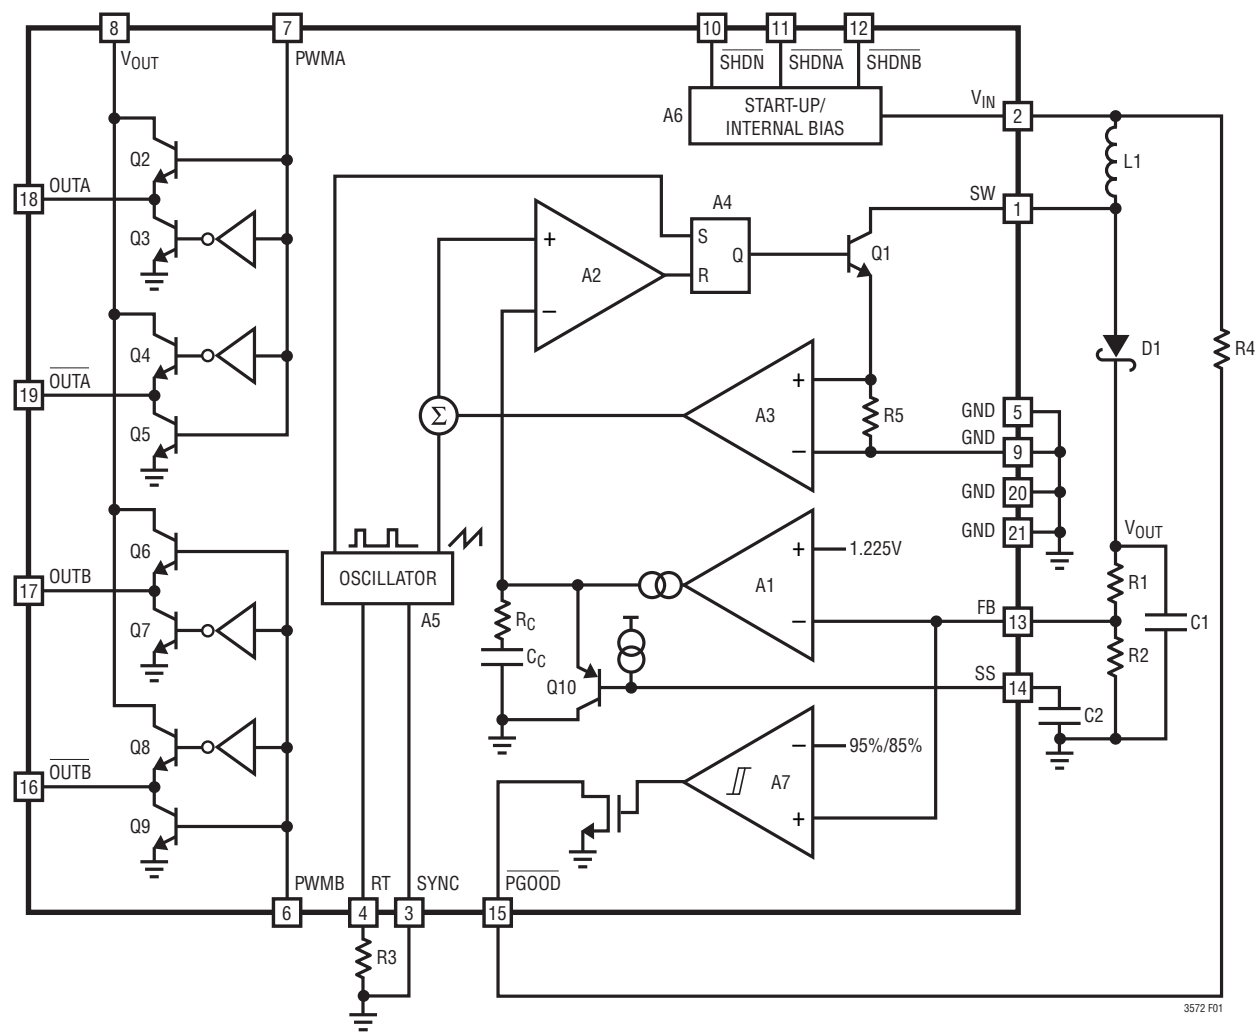 8
7
10
11
12
VOUT
PWMA
SHDN
SHDNA
SHDNB
A6
START-UP/
INTERNAL BIAS
VIN
2
Q2
L1
18
OUTA
A4
SW
1
Q3
+
S
Q
R
A2
Q1
–
Q4
D1
R4
19
OUTA
+
A3
R5
GND
5
Σ
Q5
–
GND
9
GND
20
GND
21
VOUT
Q6
+
1.225V
OSCILLATOR
A1
R1
17
OUTB
A5
RC
–
FB
13
C1
Q7
CC
R2
Q10
SS
14
C2
Q8
–
95%/85%
16
OUTB
A7
Q9
+
PWMB
RT
SYNC
PGOOD
6
4
3
15
R3
3572 F01